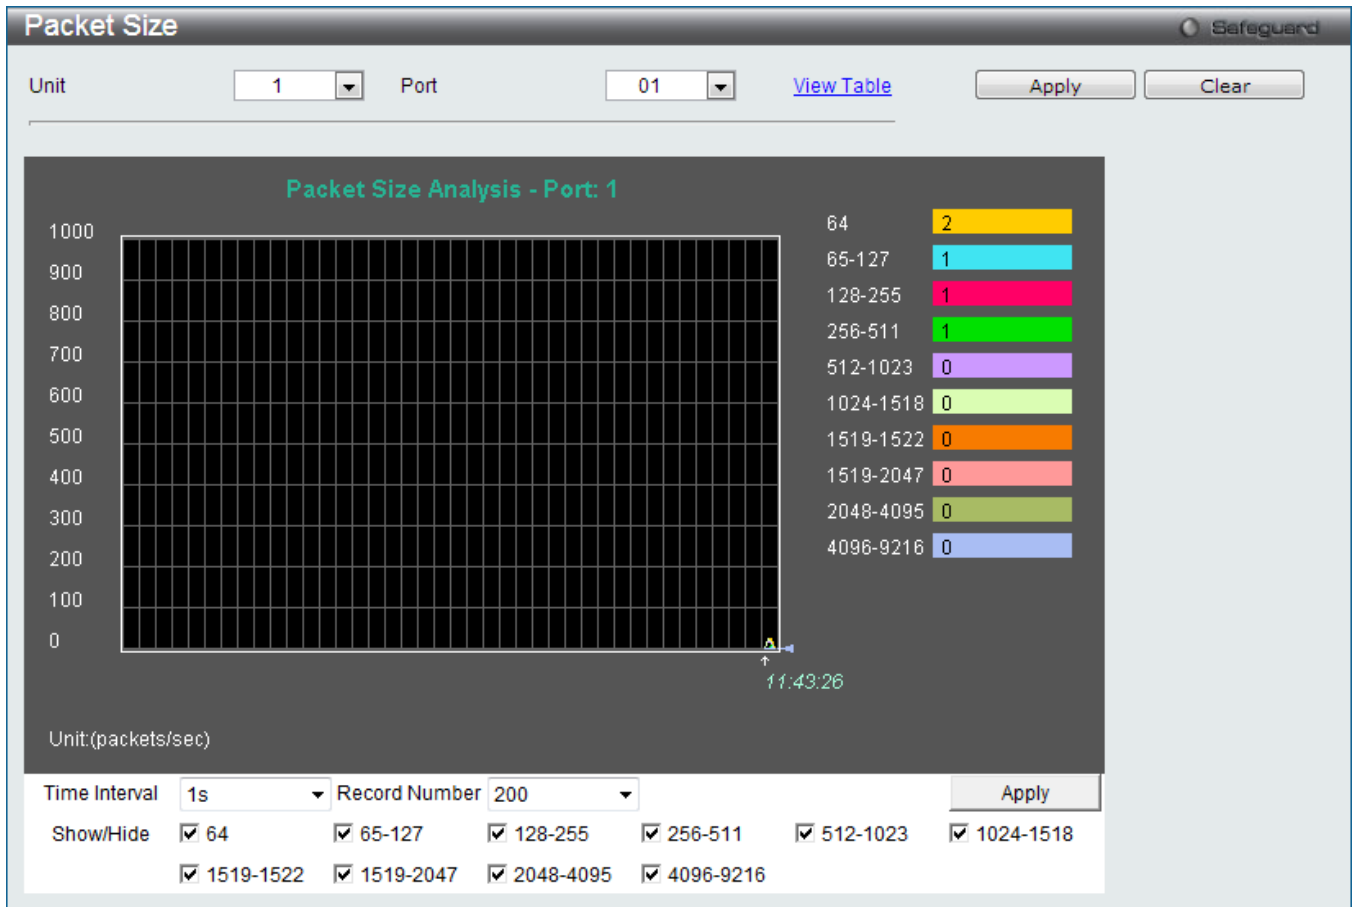 Packet Size
Safeguard
Unit 1 Port 01 View Table Apply Clear
Packet Size Analysis - Port: 1
1000
900
800
700
600
500
400
300
200
100
0
64 2
65-127 1
128-255 1
256-511 1
512-1023 0
1024-1518 0
1519-1522 0
1519-2047 0
2048-4095 0
4096-9216 0
11:43:26
Unit:(packets/sec)
Time Interval 1s Record Number 200 Apply
Show/Hide 64 65-127 128-255 256-511 512-1023 1024-1518
1519-1522 1519-2047 2048-4095 4096-9216